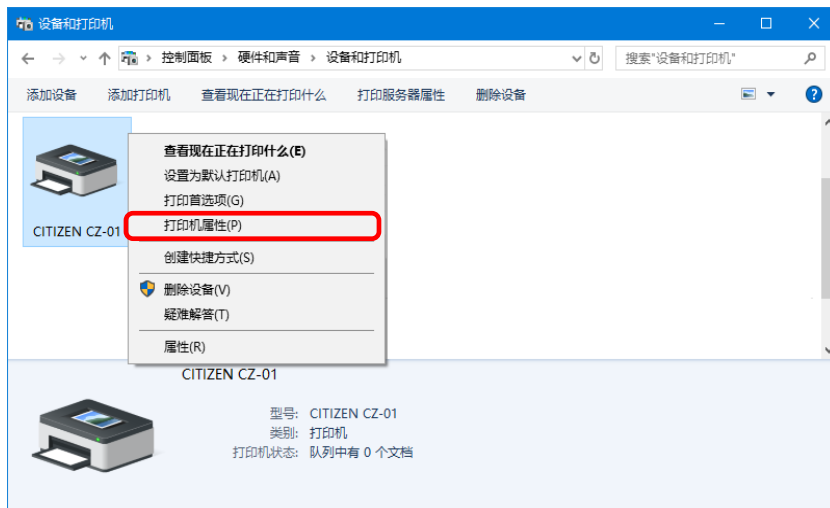 设备和打印机
控制面板 › 硬件和声音 › 设备和打印机
搜索"设备和打印机"
添加设备 添加打印机 查看现在正在打印什么 打印服务器属性 删除设备
查看现在正在打印什么(E)
设置为默认打印机(A)
打印首选项(G)
打印机属性(P)
创建快捷方式(S)
删除设备(V)
疑难解答(T)
属性(R)
CITIZEN CZ-01
CITIZEN CZ-01
型号: CITIZEN CZ-01
类别: 打印机
打印机状态: 队列中有 0 个文档